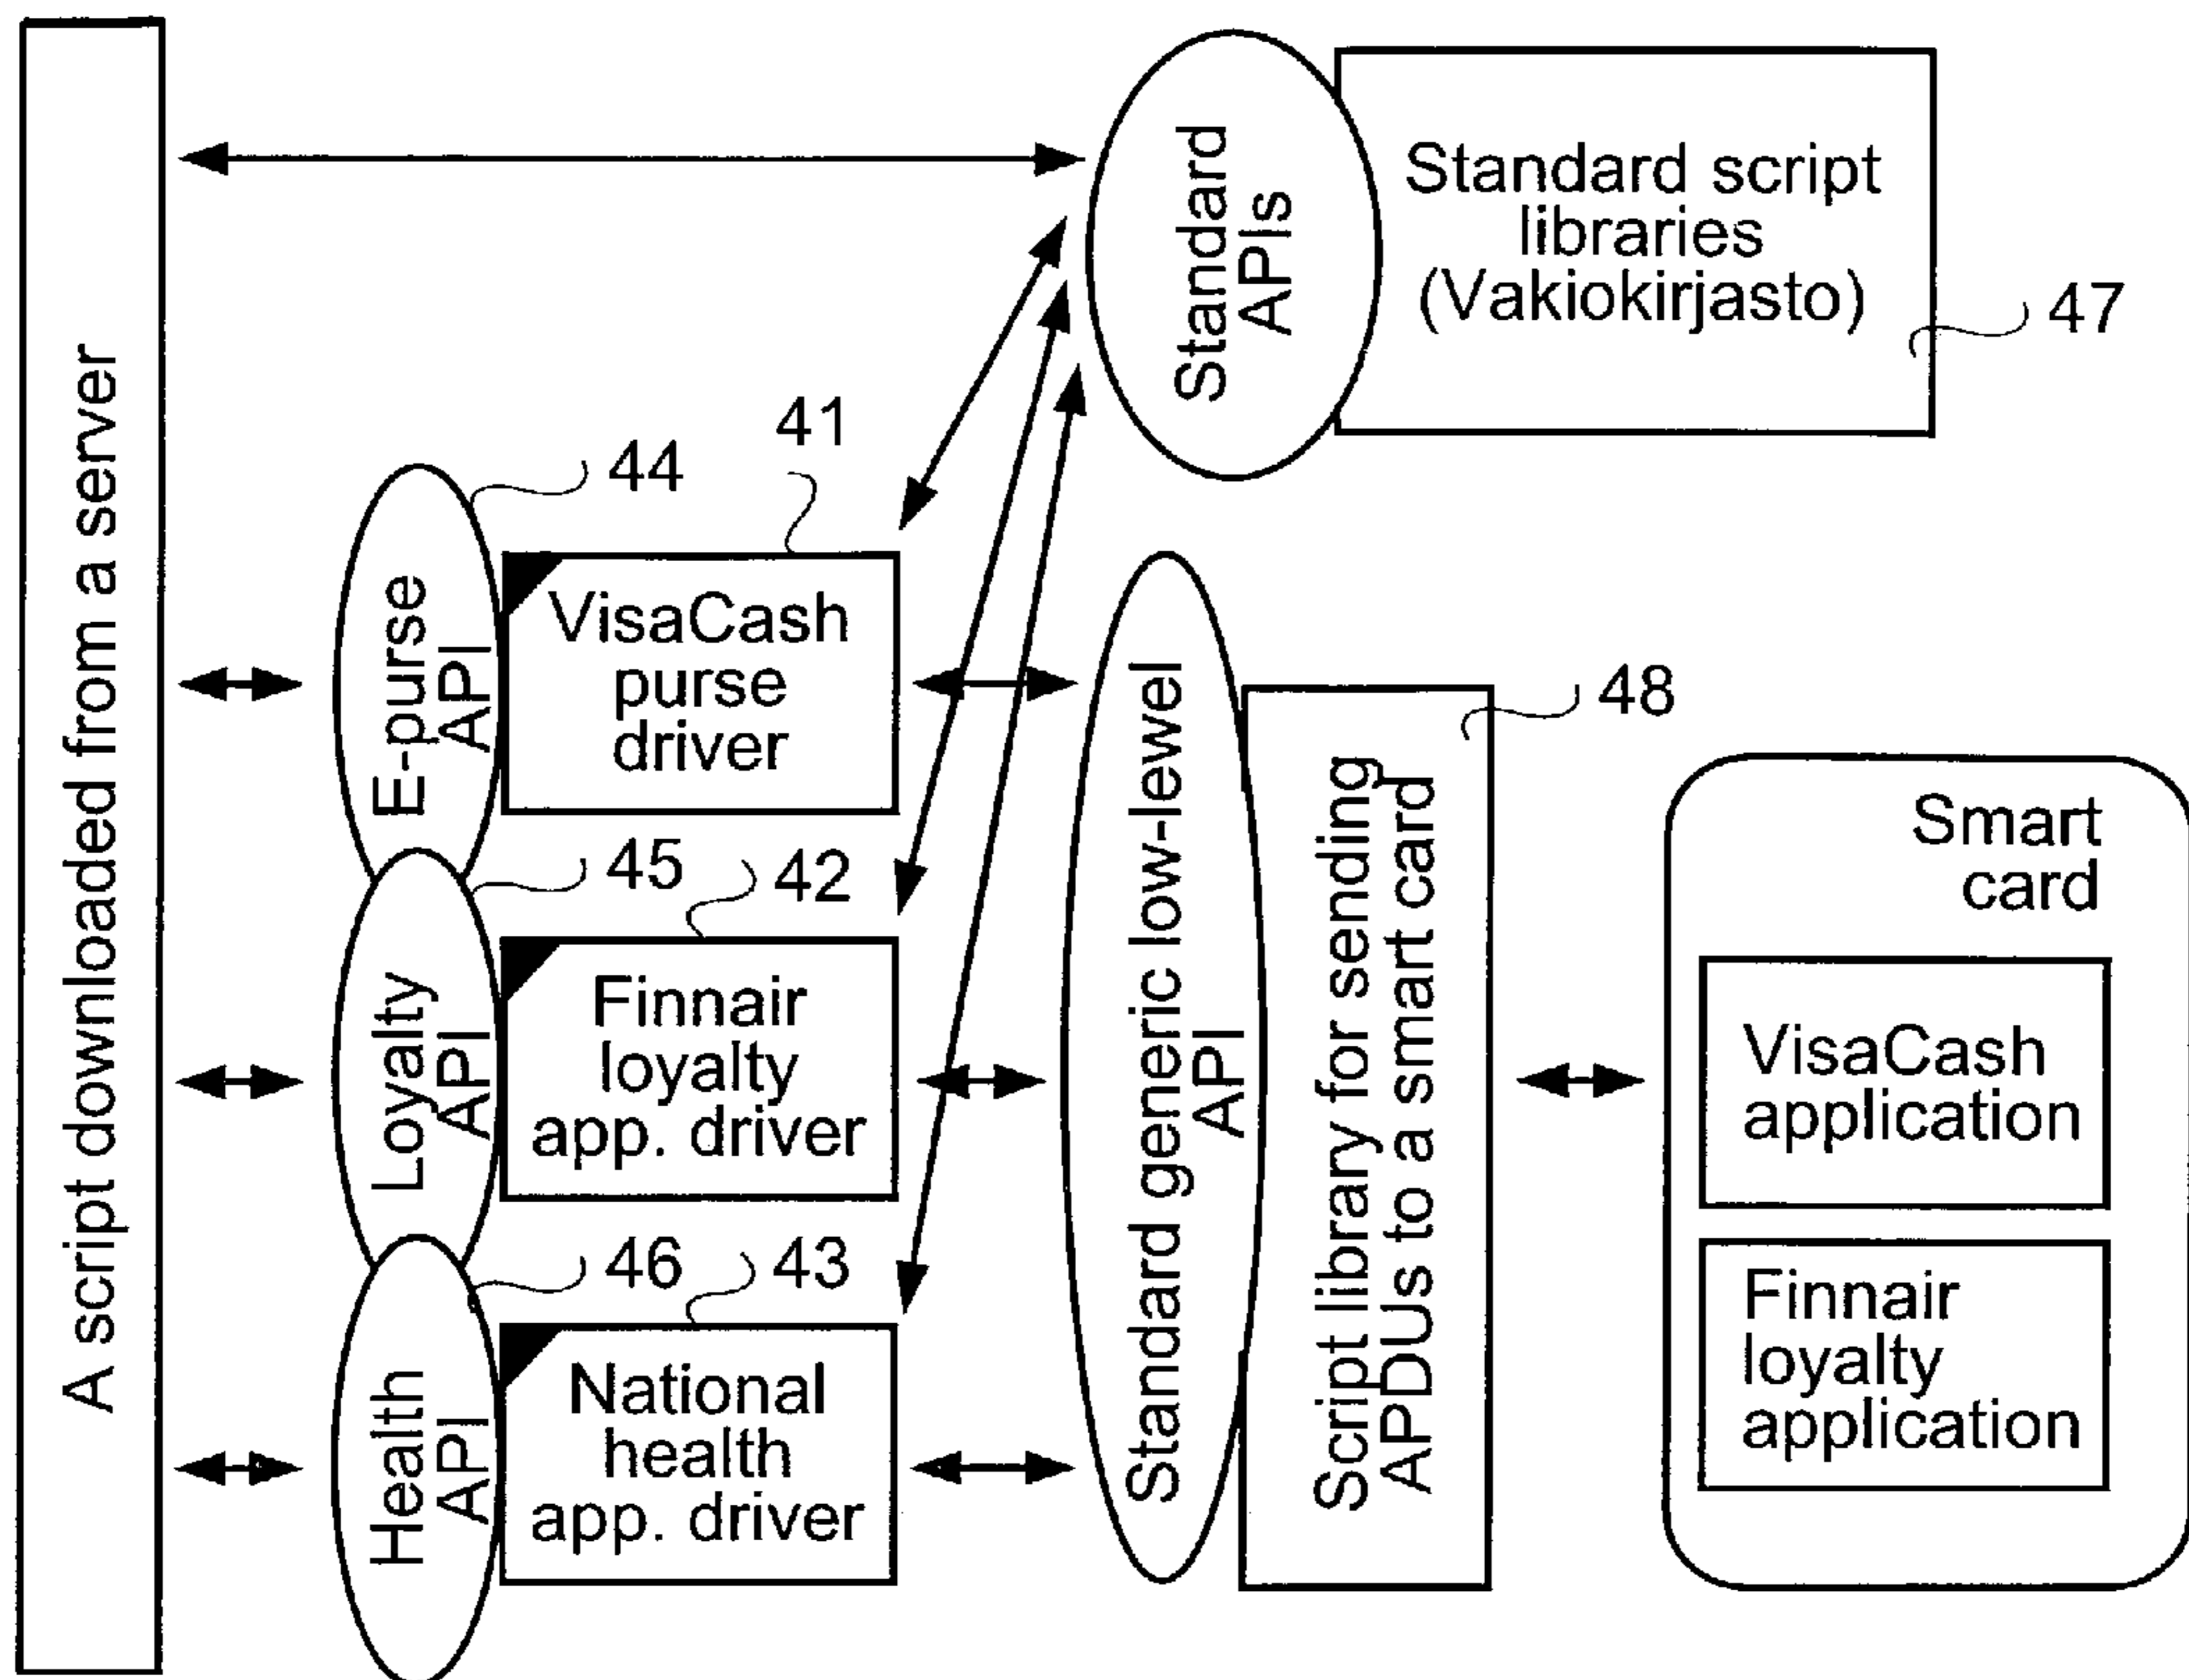 A script downloaded from a server
Standard
APIs
Standard script
libraries
(Vakiokirjasto)
47
44
41
E-purse
API
VisaCash
purse
driver
45
42
Loyalty
API
Finnair
loyalty
app. driver
46
43
Health
API
National
health
app. driver
Standard generic low-lewel
API
48
Script library for sending
APDUs to a smart card
Smart
card
VisaCash
application
Finnair
loyalty
application